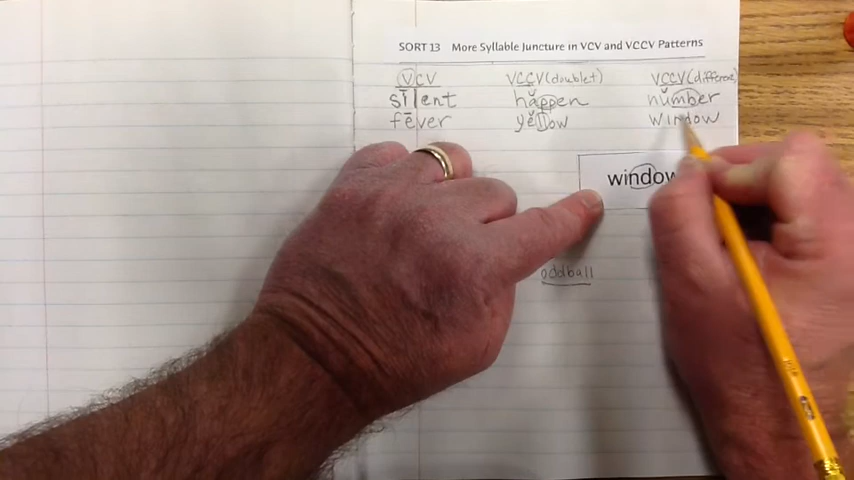 SORT 13 More Syllable Juncture in VCV and VCCV Patterns
VCV VCCV (doublet) VCCV (different)
silent happen number
fever yellow window
window
oddball